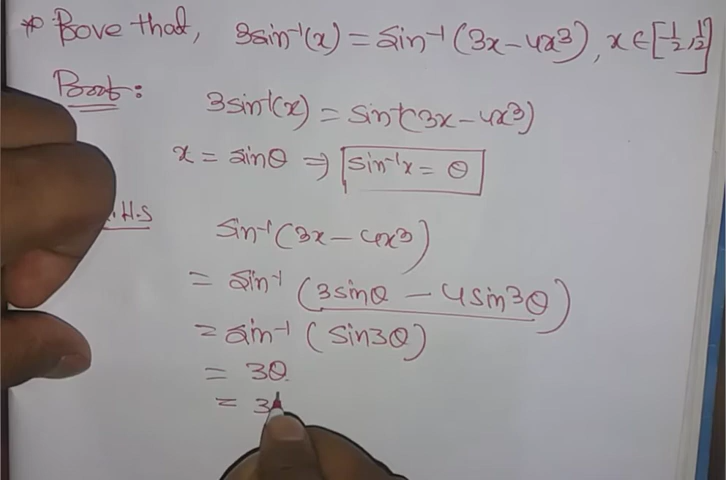 * Prove that, 3sin⁻¹(x) = sin⁻¹(3x-4x³), x∈[½,½]
Proof:
3sin⁻¹(x) = sin⁻¹(3x-4x³)
x = sinθ ⇒ sin⁻¹x = θ
.H.S
sin⁻¹(3x-4x³)
= sin⁻¹(3sinθ - 4sin³θ)
= sin⁻¹(sin3θ)
= 3θ
= 3